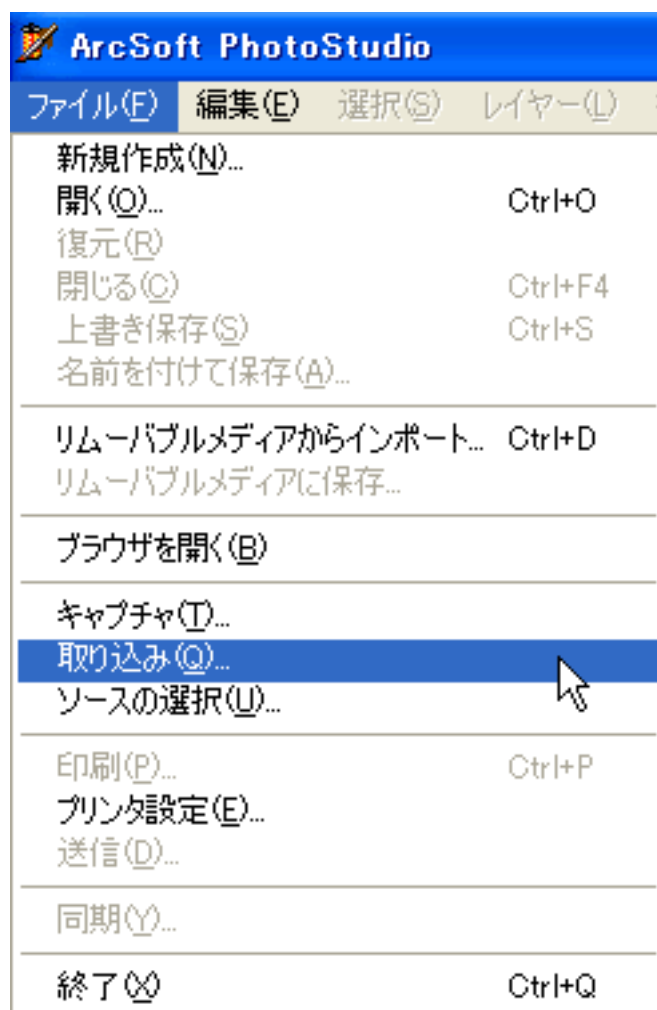 ArcSoft PhotoStudio
ファイル(F) 編集(E) 選択(S) レイヤー(L)
新規作成(N)...
開く(O)... Ctrl+O
復元(R)
閉じる(C) Ctrl+F4
上書き保存(S) Ctrl+S
名前を付けて保存(A)...
リムーバブルメディアからインポート... Ctrl+D
リムーバブルメディアに保存...
ブラウザを開く(B)
キャプチャ(T)...
取り込み(Q)...
ソースの選択(U)...
印刷(P)... Ctrl+P
プリンタ設定(E)...
送信(D)...
同期(Y)...
終了(X) Ctrl+Q